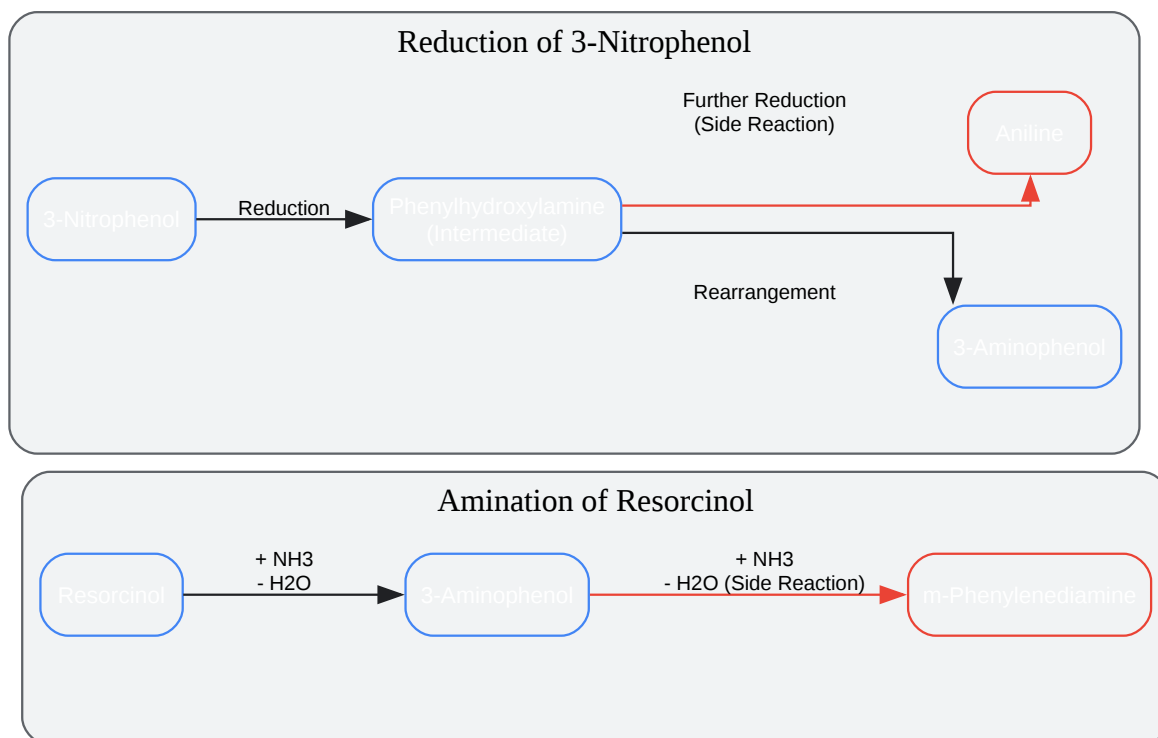 Reduction of 3-Nitrophenol
Further Reduction
(Side Reaction)
Aniline
3-Nitrophenol
Reduction
Phenylhydroxylamine
(Intermediate)
Rearrangement
3-Aminophenol
Amination of Resorcinol
Resorcinol
+ NH3
- H2O
3-Aminophenol
+ NH3
- H2O (Side Reaction)
m-Phenylenediamine